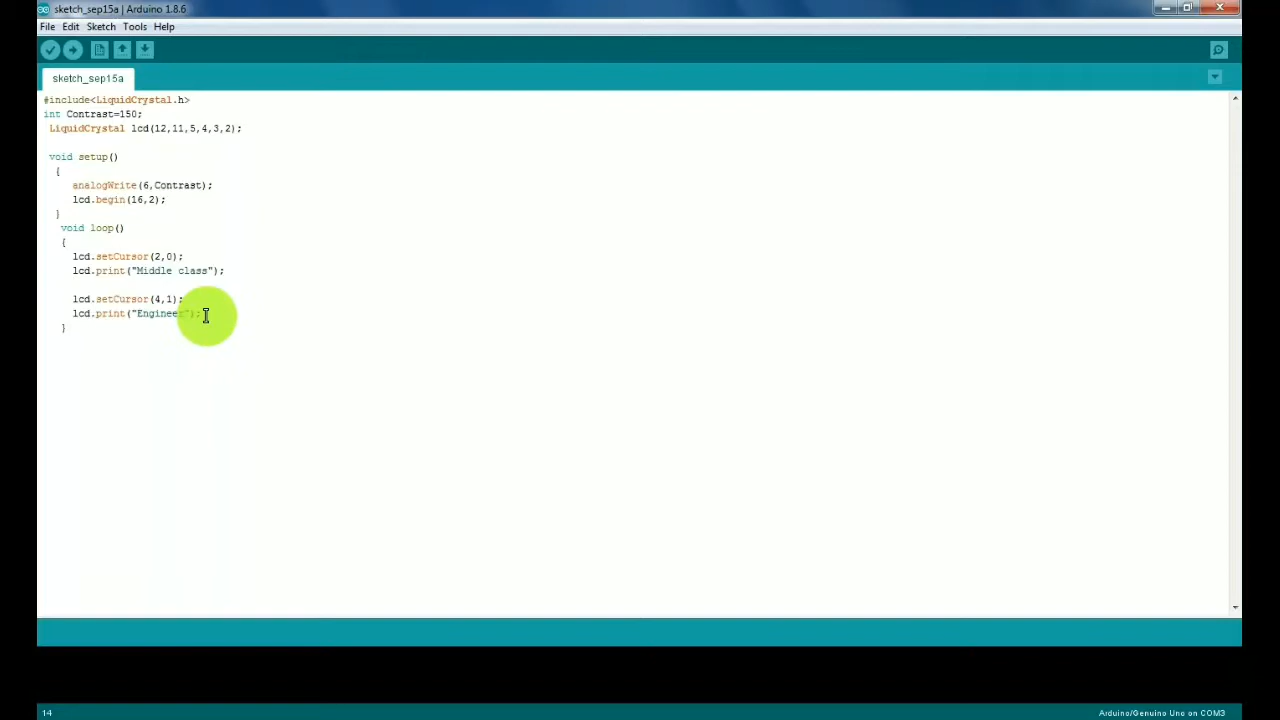 sketch_sep15a | Arduino 1.8.6
File Edit Sketch Tools Help
sketch_sep15a
#include<LiquidCrystal.h>
int Contrast=150;
LiquidCrystal lcd(12,11,5,4,3,2);
void setup()
{
analogWrite(6,Contrast);
lcd.begin(16,2);
}
void loop()
{
lcd.setCursor(2,0);
lcd.print("Middle class");
lcd.setCursor(4,1);
lcd.print("Engineer");
}
14
Arduino/Genuino Uno on COM3